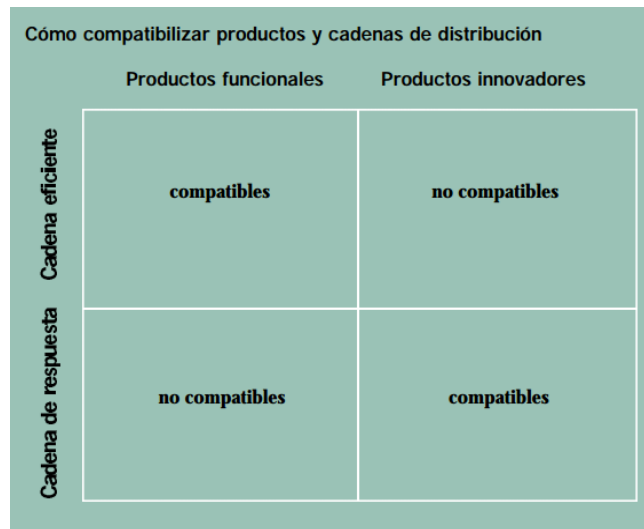 Cómo compatibilizar productos y cadenas de distribución
Productos funcionales
Productos innovadores
Cadena eficiente
compatibles
no compatibles
Cadena de respuesta
no compatibles
compatibles